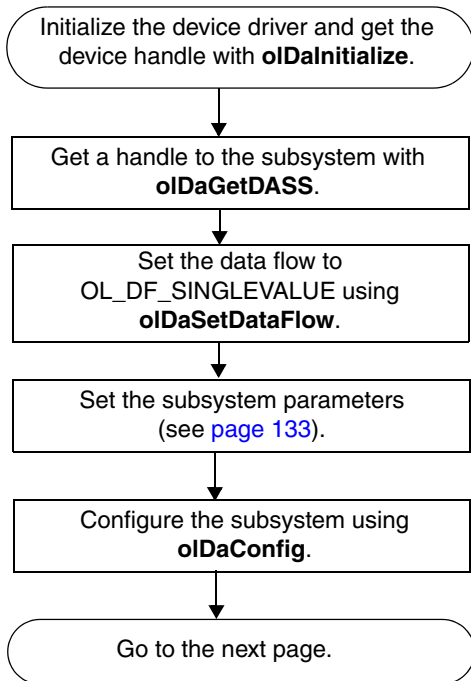 Initialize the device driver and get the
device handle with olDaInitialize.
Get a handle to the subsystem with
olDaGetDASS.
Set the data flow to
OL_DF_SINGLEVALUE using
olDaSetDataFlow.
Set the subsystem parameters
(see page 133).
Configure the subsystem using
olDaConfig.
Go to the next page.